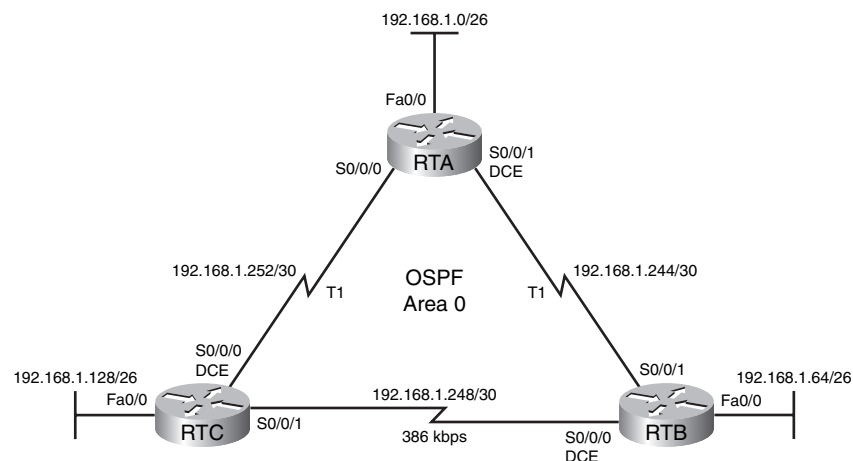 192.168.1.0/26
Fa0/0
RTA
S0/0/0
S0/0/1
DCE
192.168.1.252/30
T1
OSPF
Area 0
192.168.1.244/30
T1
S0/0/0
DCE
192.168.1.128/26
Fa0/0
RTC
S0/0/1
192.168.1.248/30
386 kbps
S0/0/1
192.168.1.64/26
Fa0/0
RTB
S0/0/0
DCE